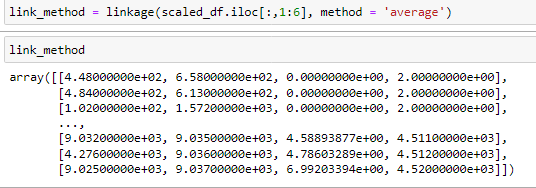 link_method = linkage(scaled_df.iloc[:,1:6], method = 'average')
link_method
array([[4.48000000e+02, 6.58000000e+02, 0.00000000e+00, 2.00000000e+00],
[4.84000000e+02, 6.13000000e+02, 0.00000000e+00, 2.00000000e+00],
[1.02000000e+02, 1.57200000e+03, 0.00000000e+00, 2.00000000e+00],
...,
[9.03200000e+03, 9.03500000e+03, 4.58893877e+00, 4.51100000e+03],
[4.27600000e+03, 9.03600000e+03, 4.78603289e+00, 4.51200000e+03],
[9.02500000e+03, 9.03700000e+03, 6.99203394e+00, 4.52000000e+03]])